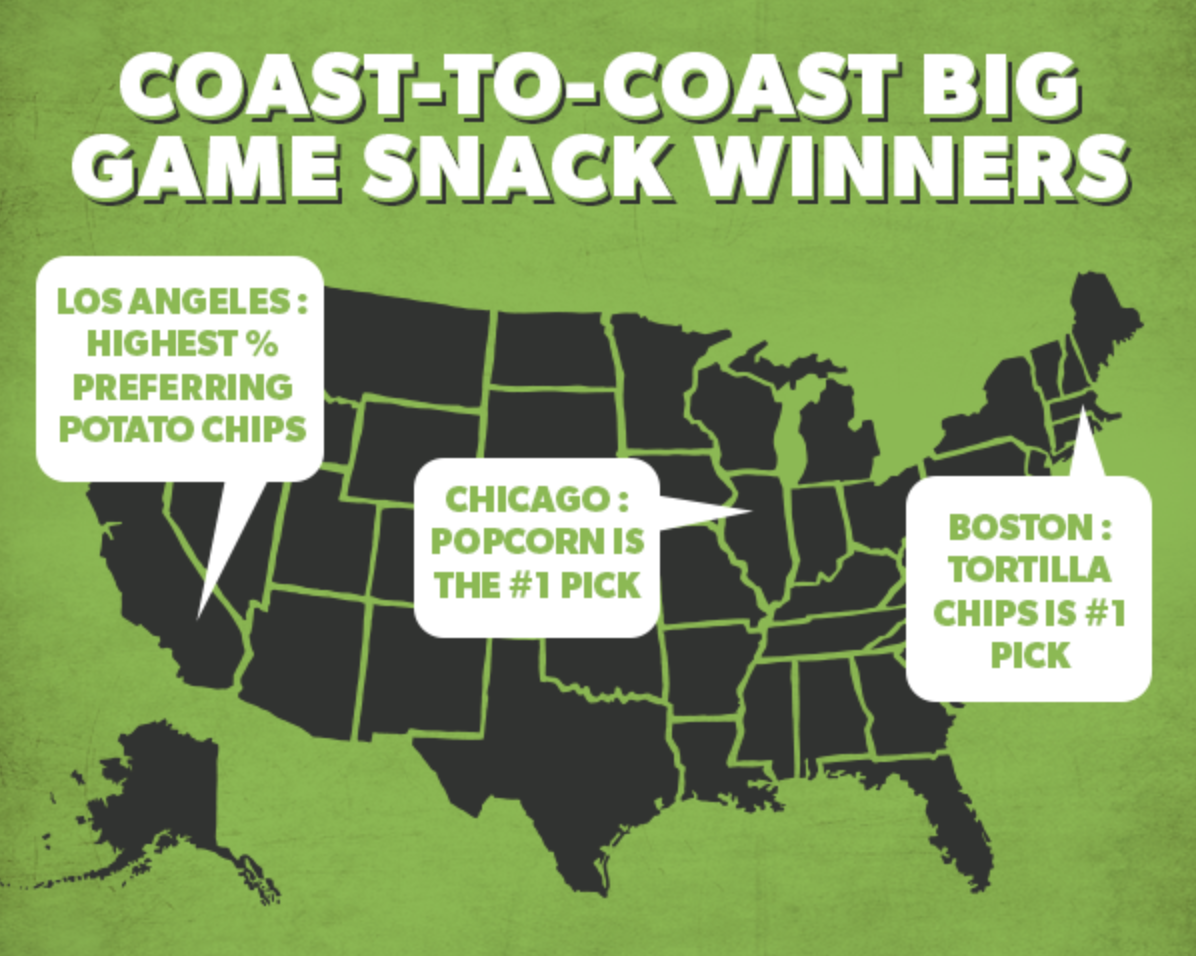 COAST-TO-COAST BIG
GAME SNACK WINNERS
LOS ANGELES :
HIGHEST %
PREFERRING
POTATO CHIPS
CHICAGO :
POPCORN IS
THE #1 PICK
BOSTON :
TORTILLA
CHIPS IS #1
PICK